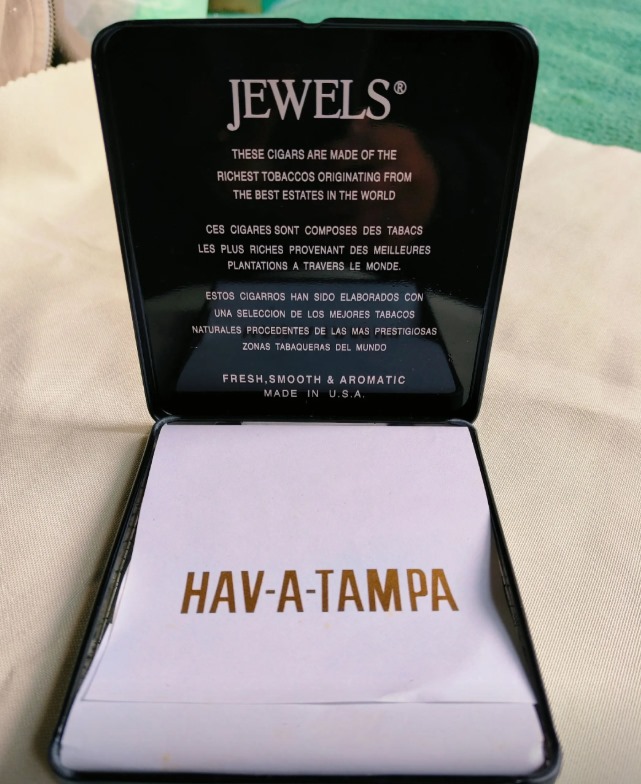 JEWELS®
THESE CIGARS ARE MADE OF THE
RICHEST TOBACCOS ORIGINATING FROM
THE BEST ESTATES IN THE WORLD
CES CIGARES SONT COMPOSES DES TABACS
LES PLUS RICHES PROVENANT DES MEILLEURES
PLANTATIONS A TRAVERS LE MONDE.
ESTOS CIGARROS HAN SIDO ELABORADOS CON
UNA SELECCION DE LOS MEJORES TABACOS
NATURALES PROCEDENTES DE LAS MAS PRESTIGIOSAS
ZONAS TABAQUERAS DEL MUNDO
FRESH,SMOOTH & AROMATIC
MADE IN U.S.A.
HAV-A-TAMPA